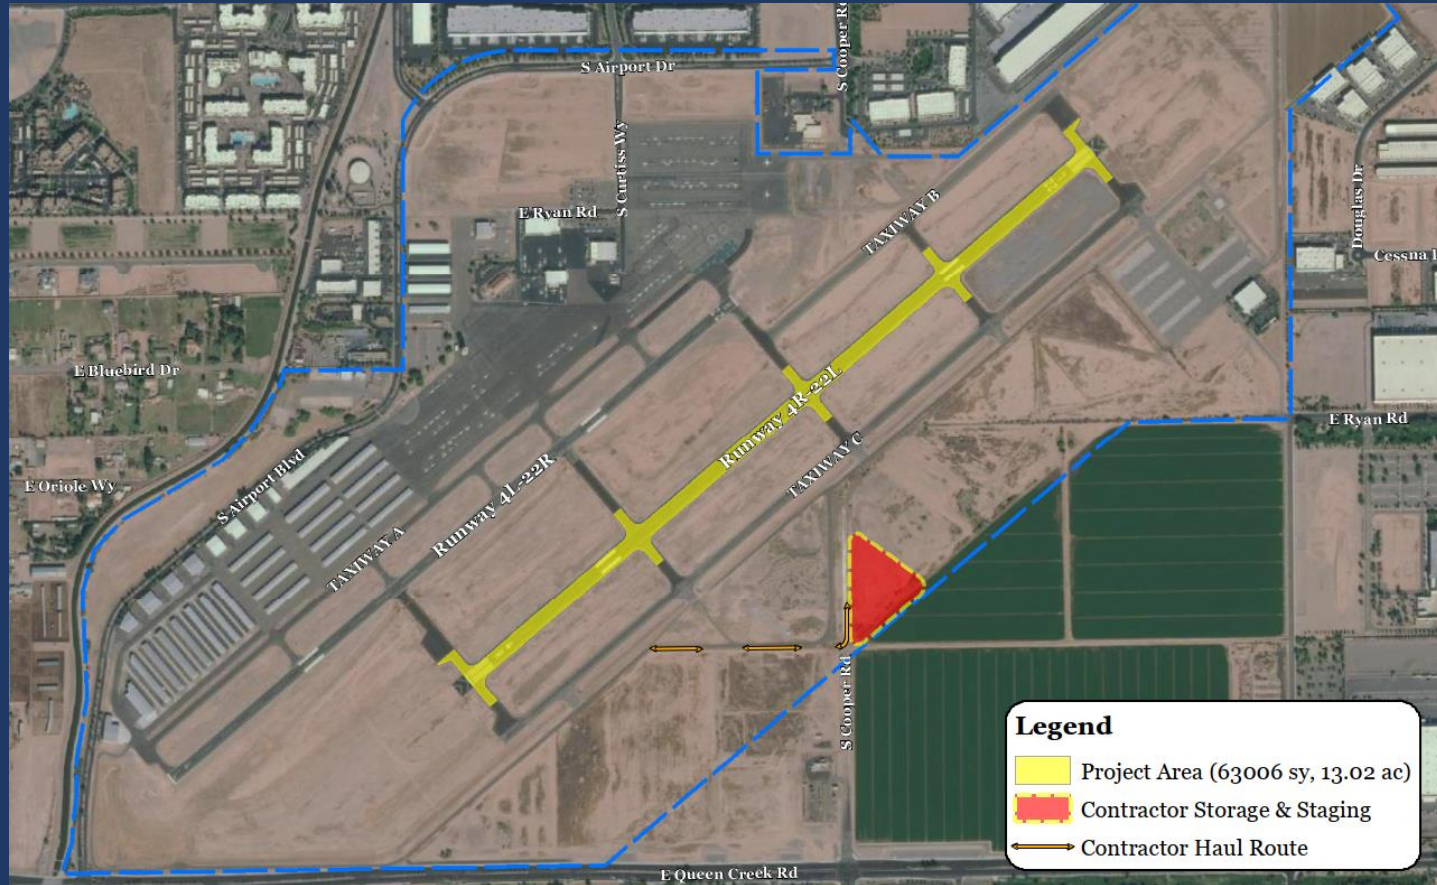 S Airport Dr
S Cooper Rd
S Curtiss Wy
E Ryan Rd
TAXIWAY B
Douglas Dr
Cessna
E Bluebird Dr
Runway 4R-22L
E Ryan Rd
E Oriole Wy
S Airport Blvd
Runway 4L-22R
TAXIWAY C
TAXIWAY A
S Cooper Rd
E Queen Creek Rd
Legend
Project Area (63006 sy, 13.02 ac)
Contractor Storage & Staging
Contractor Haul Route